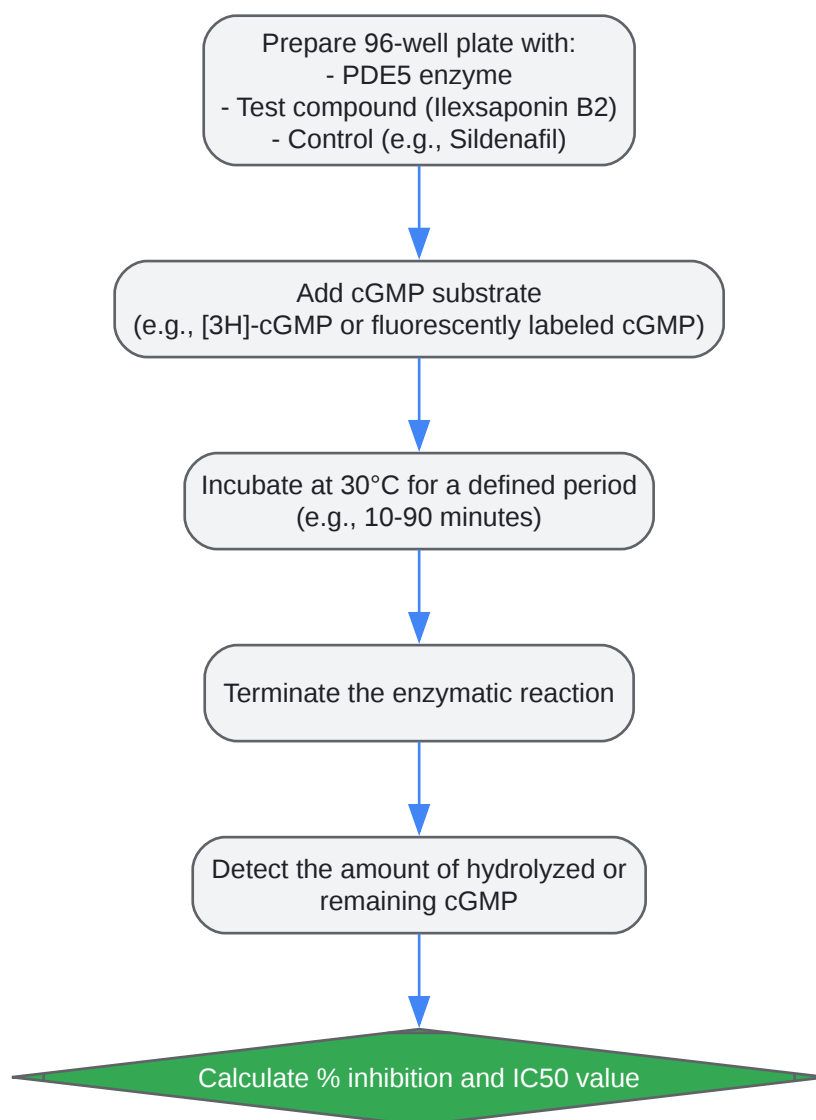 Prepare 96-well plate with:
- PDE5 enzyme
- Test compound (Ilexsaponin B2)
- Control (e.g., Sildenafil)
Add cGMP substrate
(e.g., [3H]-cGMP or fluorescently labeled cGMP)
Incubate at 30°C for a defined period
(e.g., 10-90 minutes)
Terminate the enzymatic reaction
Detect the amount of hydrolyzed or
remaining cGMP
Calculate % inhibition and IC50 value